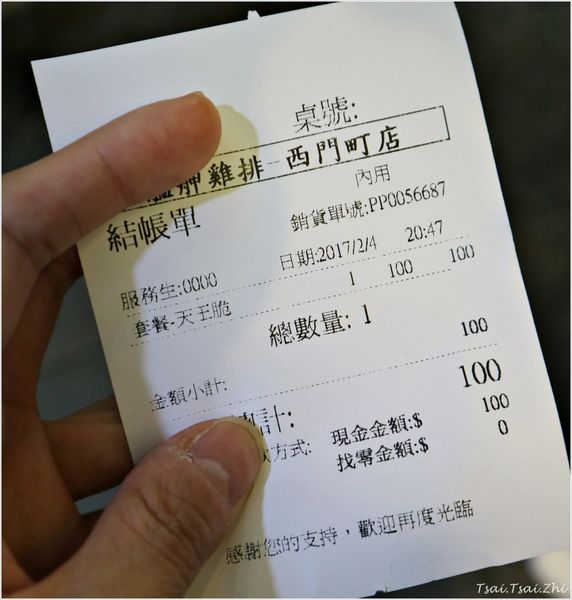 桌號:
艋舺雞排-西門町店
內用
結帳單
銷貨單號:PP0056687
服務生:0000
日期:2017/2/4 20:47
套餐-天王脆 1 100 100
總數量: 1
金額小計: 100
計: 100
方式: 現金金額:$ 100
找零金額:$ 0
感謝您的支持，歡迎再度光臨
Tsai.Tsai.Zhi